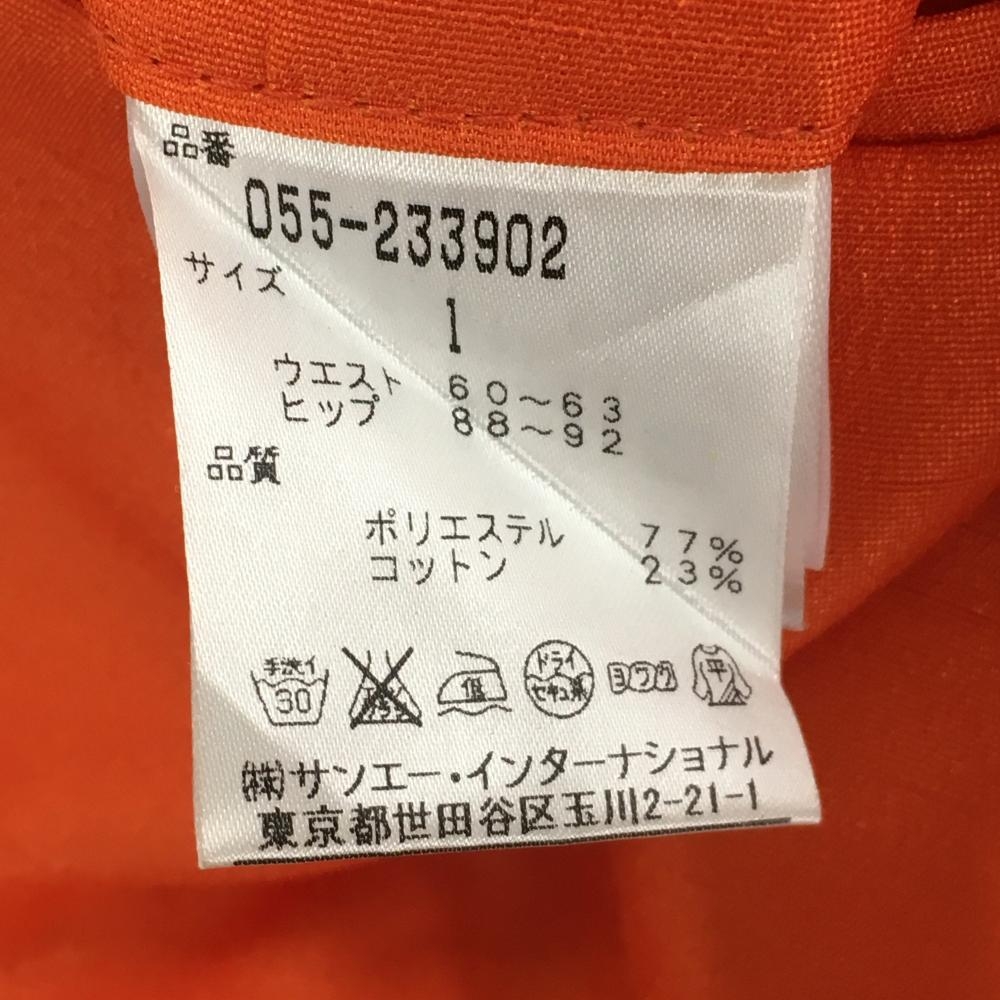 品番
055-233902
サイズ
1
ウエスト 60~63
ヒップ 88~92
品質
ポリエステル 77%
コットン 23%
手洗イ 30 低 ドライ セキユ系 ヨワク 平
(株)サンエー・インターナショナル
東京都世田谷区玉川2-21-1